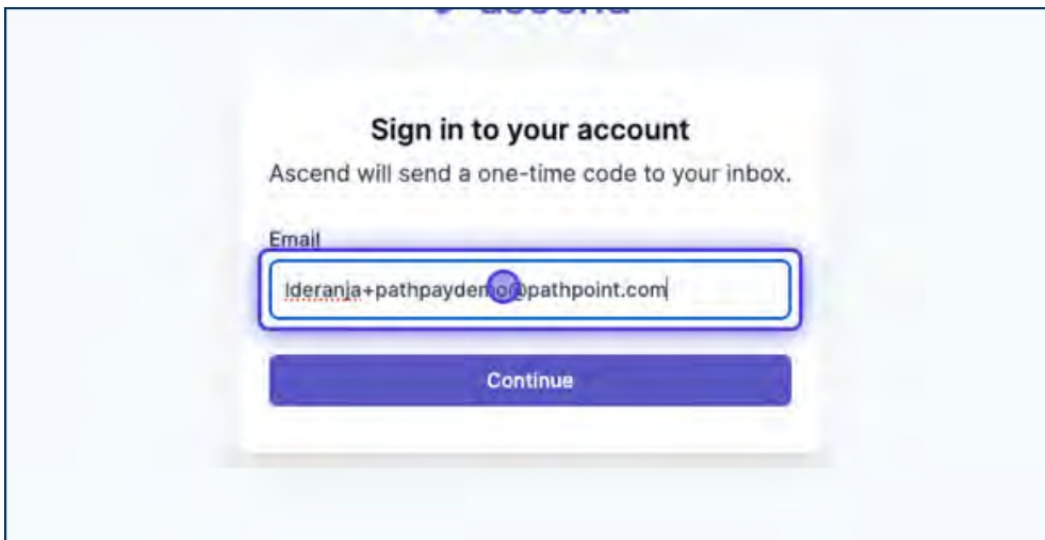 ascend
Sign in to your account
Ascend will send a one-time code to your inbox.
Email
lderanja+pathpaydemo@pathpoint.com
Continue